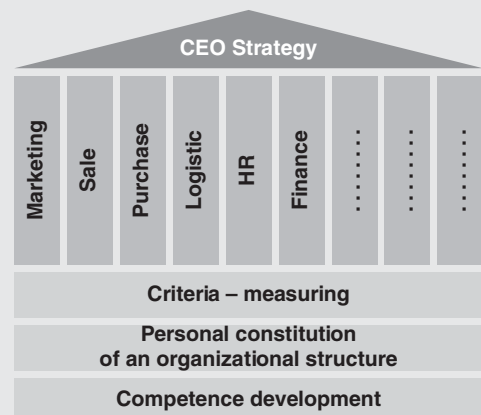 CEO Strategy
Marketing
Sale
Purchase
Logistic
HR
Finance
.........
.........
.........
Criteria – measuring
Personal constitution
of an organizational structure
Competence development